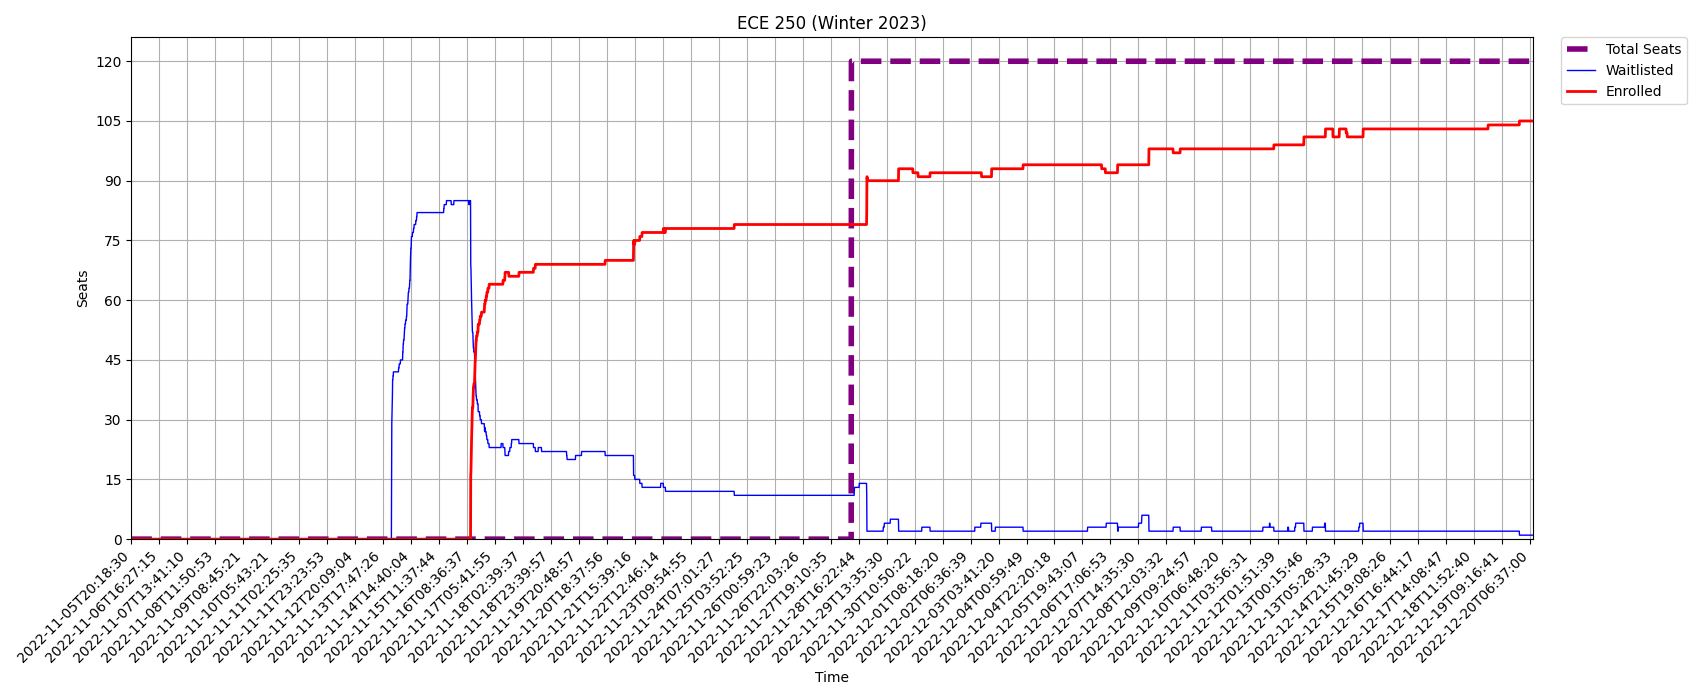 ECE 250 (Winter 2023)
Total Seats
Waitlisted
Enrolled
Seats
120
105
90
75
60
45
30
15
0
2022-11-05T20:18:30
2022-11-06T16:27:15
2022-11-07T13:41:10
2022-11-08T11:50:53
2022-11-09T08:45:21
2022-11-10T05:43:21
2022-11-11T02:25:35
2022-11-11T23:23:53
2022-11-12T20:09:04
2022-11-13T17:47:26
2022-11-14T14:40:04
2022-11-15T11:37:44
2022-11-16T08:36:37
2022-11-17T05:41:55
2022-11-18T02:39:37
2022-11-18T23:39:57
2022-11-19T20:48:57
2022-11-20T18:37:56
2022-11-21T15:39:16
2022-11-22T12:46:14
2022-11-23T09:54:55
2022-11-24T07:01:27
2022-11-25T03:52:25
2022-11-26T00:59:23
2022-11-26T22:03:26
2022-11-27T19:10:35
2022-11-28T16:22:44
2022-11-29T13:35:30
2022-11-30T10:50:22
2022-12-01T08:18:20
2022-12-02T06:36:39
2022-12-03T03:41:20
2022-12-04T00:59:49
2022-12-04T22:20:18
2022-12-05T19:43:07
2022-12-06T17:06:53
2022-12-07T14:35:30
2022-12-08T12:03:32
2022-12-09T09:24:57
2022-12-10T06:48:20
2022-12-11T03:56:31
2022-12-12T01:51:39
2022-12-13T00:15:46
2022-12-13T05:28:33
2022-12-14T21:45:29
2022-12-15T19:08:26
2022-12-16T16:44:17
2022-12-17T14:08:47
2022-12-18T11:52:40
2022-12-19T09:16:41
2022-12-20T06:37:00
Time